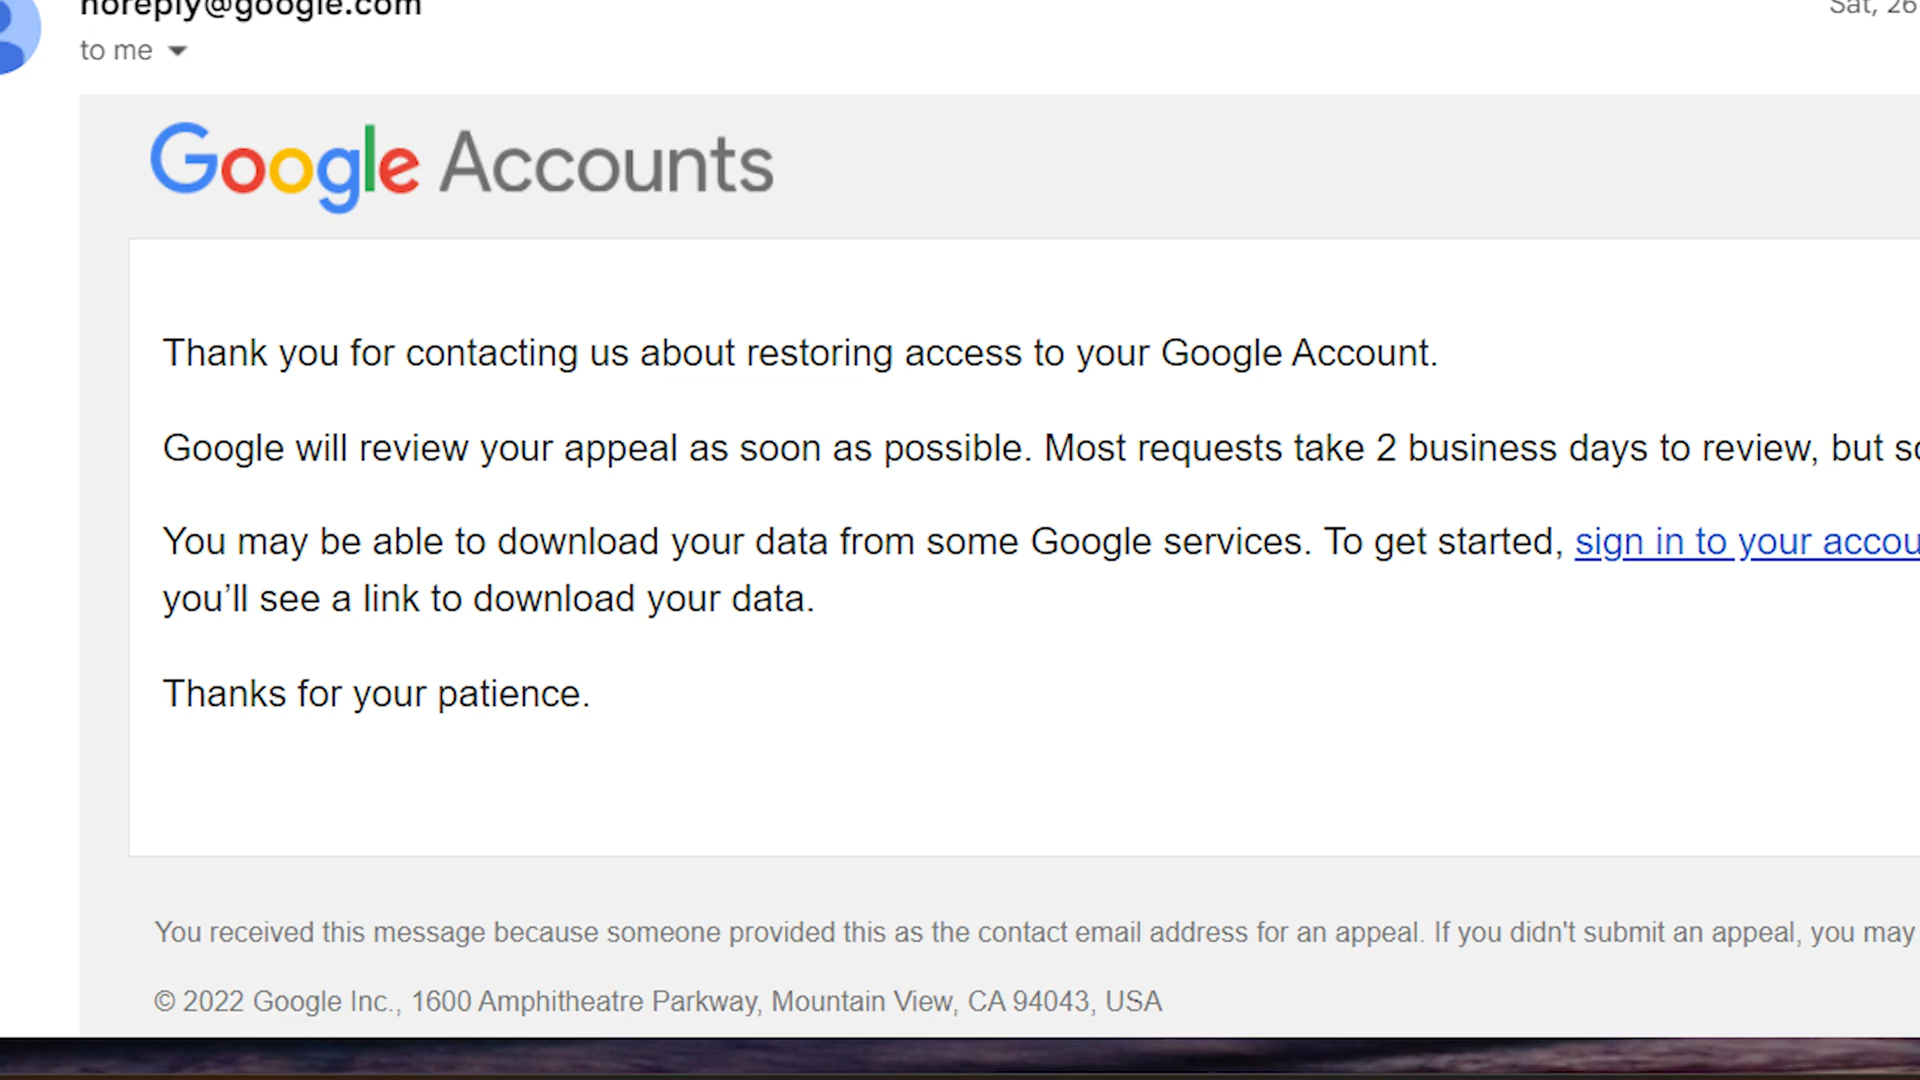 noreply@google.com
Sat, 26
to me
Google Accounts
Thank you for contacting us about restoring access to your Google Account.
Google will review your appeal as soon as possible. Most requests take 2 business days to review, but
You may be able to download your data from some Google services. To get started, sign in to your
you’ll see a link to download your data.
Thanks for your patience.
You received this message because someone provided this as the contact email address for an appeal. If you didn't submit an appeal, you may
© 2022 Google Inc., 1600 Amphitheatre Parkway, Mountain View, CA 94043, USA